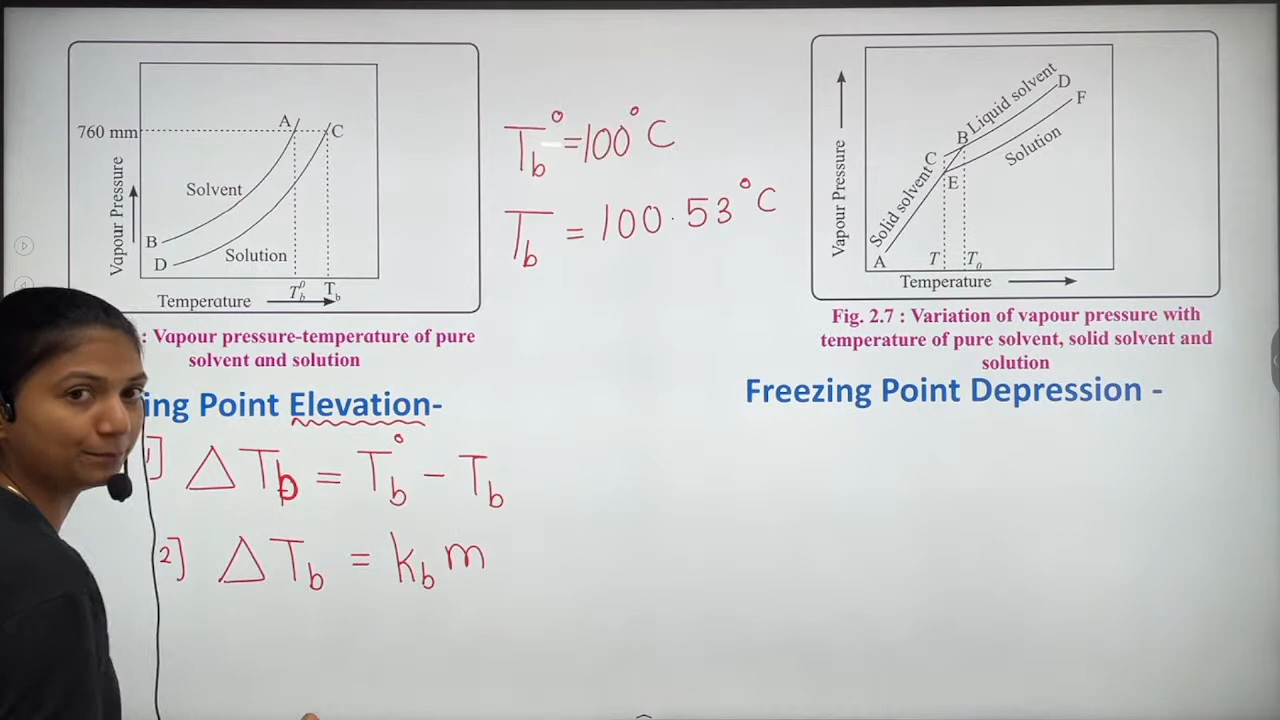 760 mm
A
C
Solvent
B
D
Solution
Vapour Pressure
T⁰b Tb
Temperature
: Vapour pressure-temperature of pure
solvent and solution
ing Point Elevation-
1] ΔTb = T°b - Tb
2] ΔTb = kb m
T°b = 100°C
Tb = 100.53°C
Liquid solvent
D
F
B
C
Solution
E
Solid solvent
A
T T₀
Vapour Pressure
Temperature
Fig. 2.7 : Variation of vapour pressure with
temperature of pure solvent, solid solvent and
solution
Freezing Point Depression -